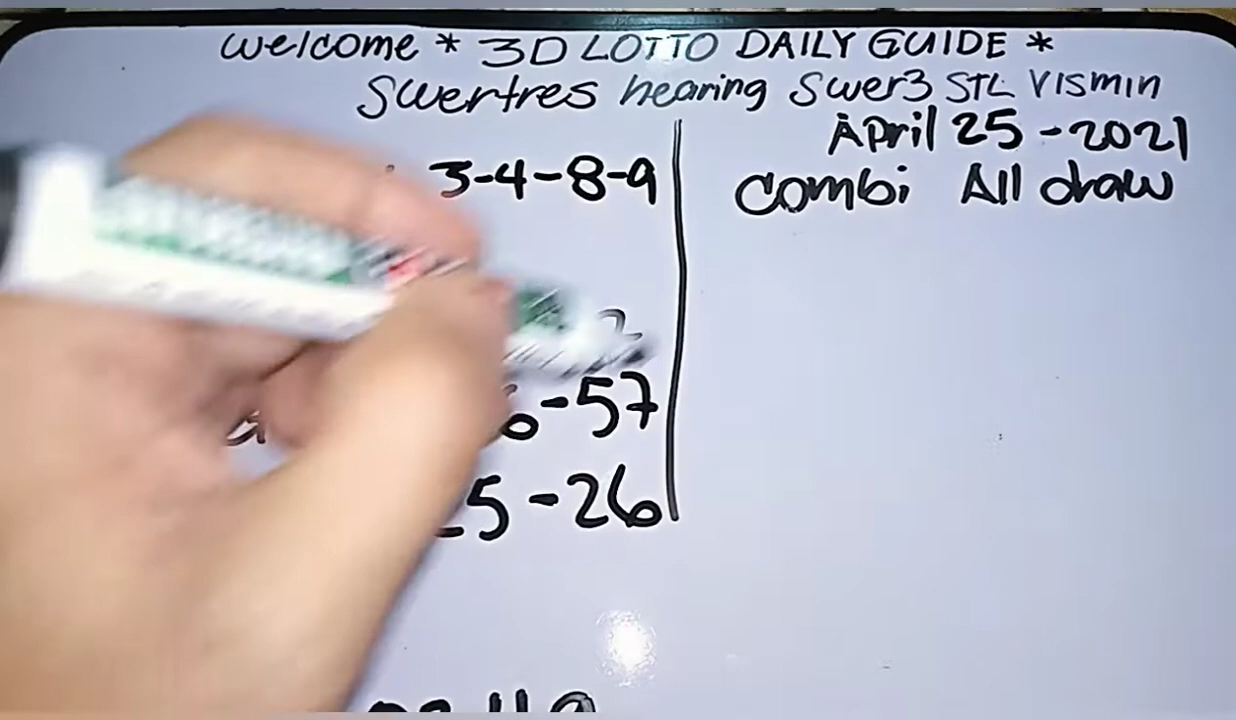 welcome * 3D LOTTO DAILY GUIDE *
Swertres hearing Swer3 STL VISMIN
April 25 -2021
3-4-8-9
Combi All draw
-57
5-26